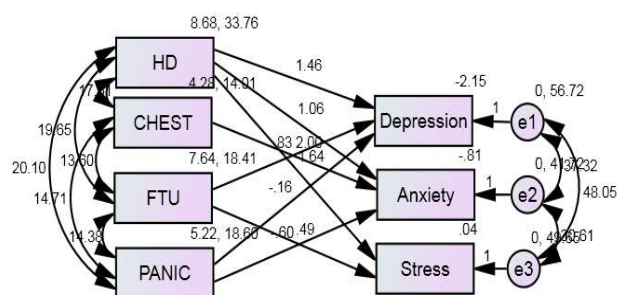 8.68, 33.76
HD
1.46
-2.15
0, 56.72
4.28, 14.01
CHEST
1.06
Depression
1
e1
19.65
13.60
7.64, 18.41
.83
2.00
1.64
-.81
20.10
14.71
FTU
-.16
Anxiety
1
e2
48.05
14.38
5.22, 18.60
-.60
.49
.04
PANIC
Stress
1
e3